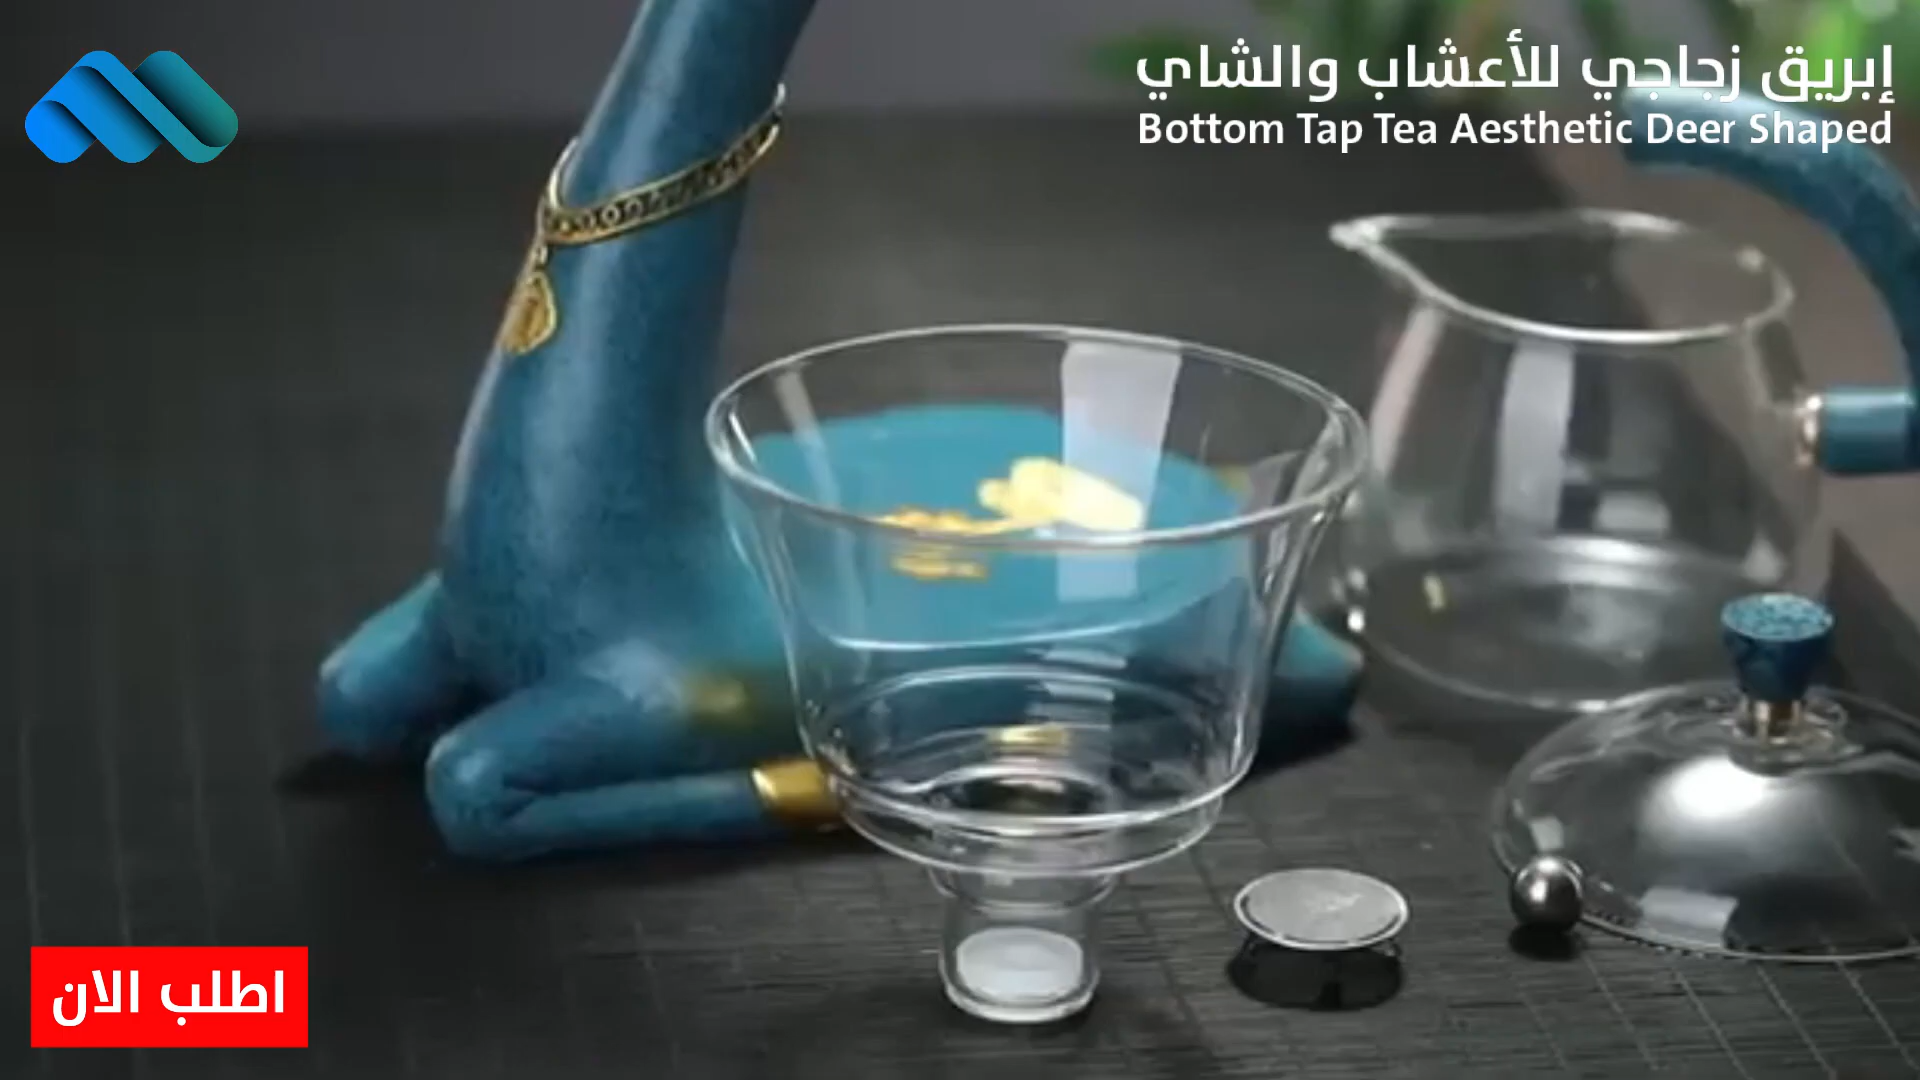 إبريق زجاجي للأعشاب والشاي
Bottom Tap Tea Aesthetic Deer Shaped
اطلب الان